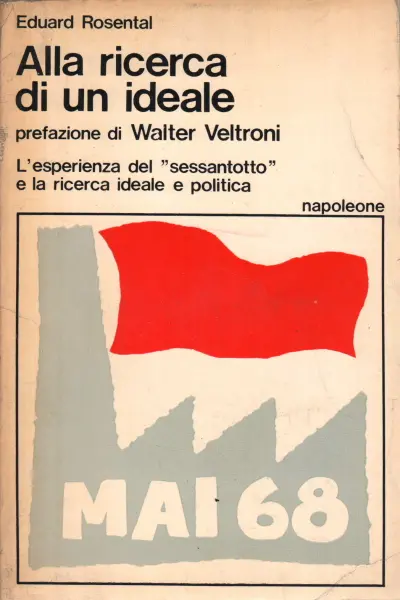 Eduard Rosental
Alla ricerca
di un ideale
prefazione di Walter Veltroni
L'esperienza del "sessantotto"
e la ricerca ideale e politica
napoleone
MAI 68